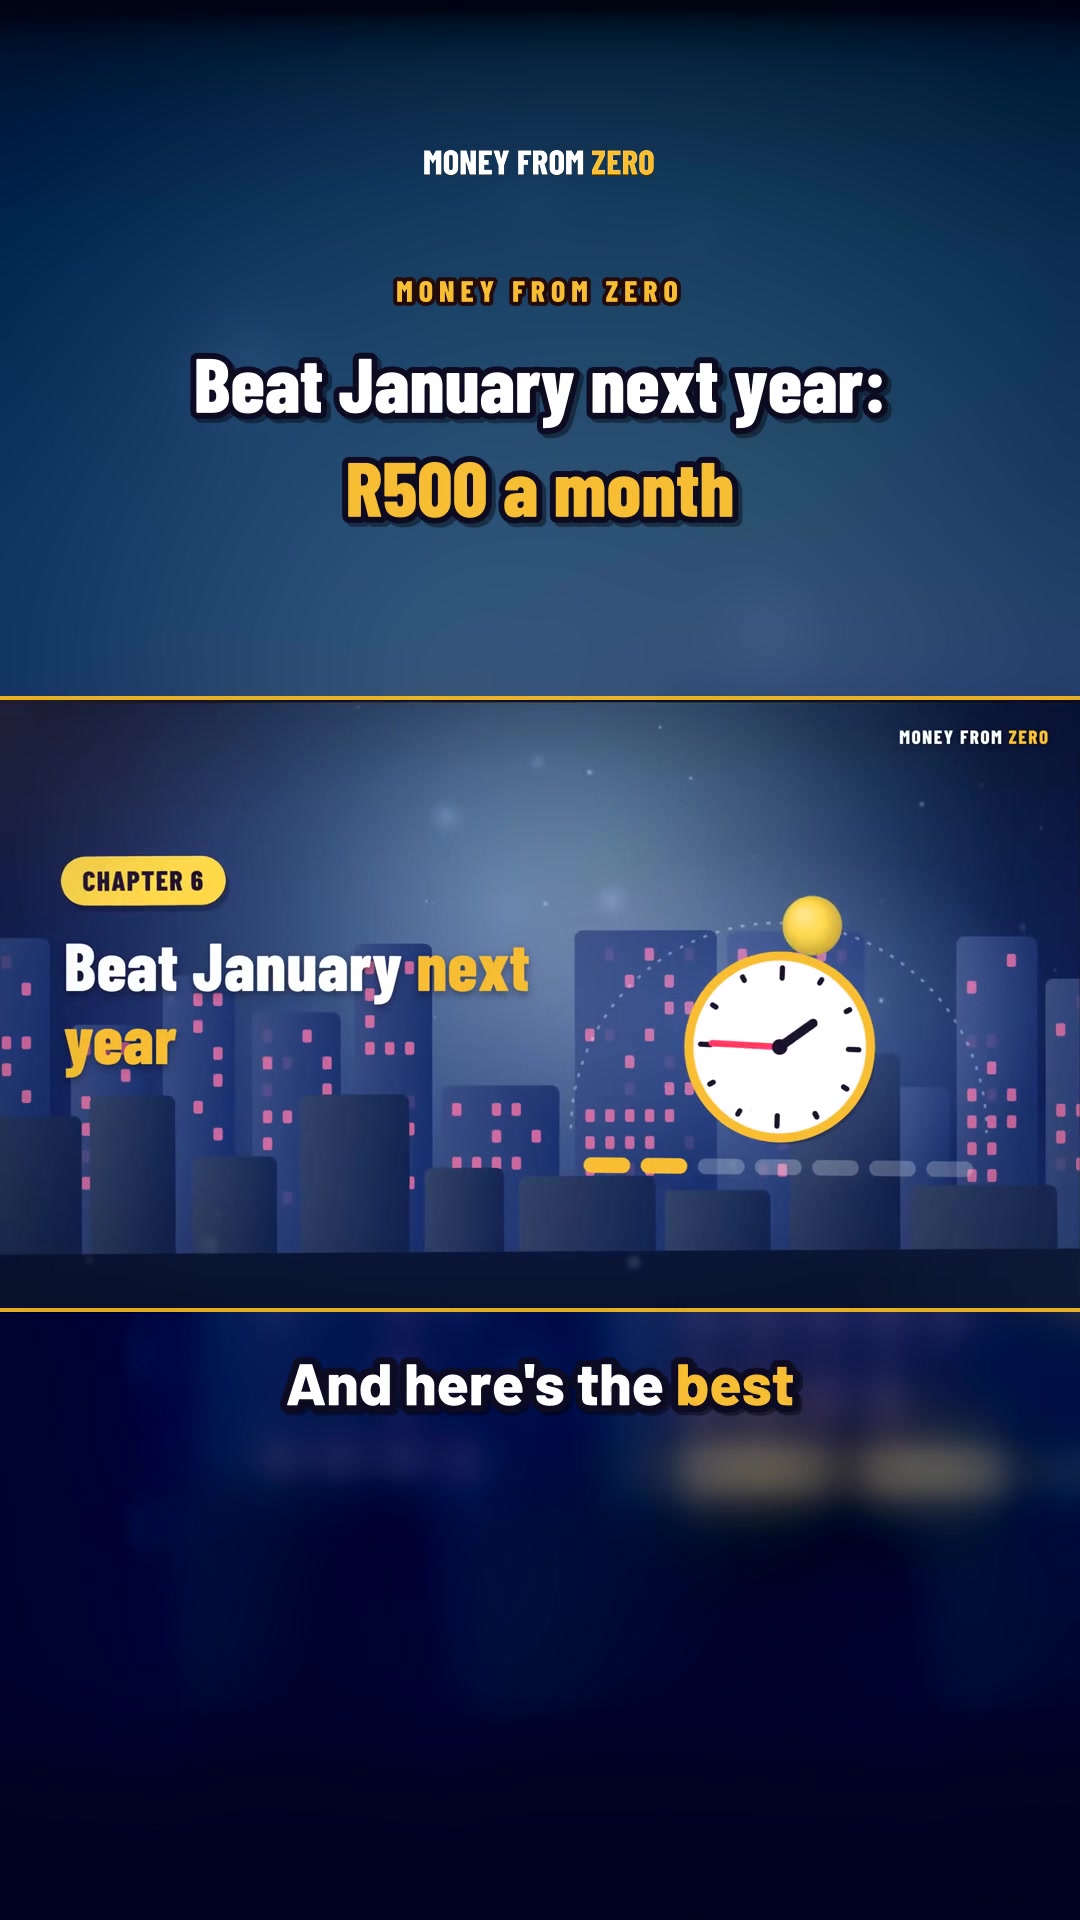 MONEY FROM ZERO
MONEY FROM ZERO
Beat January next year:
R500 a month
MONEY FROM ZERO
CHAPTER 6
Beat January next
year
And here's the best